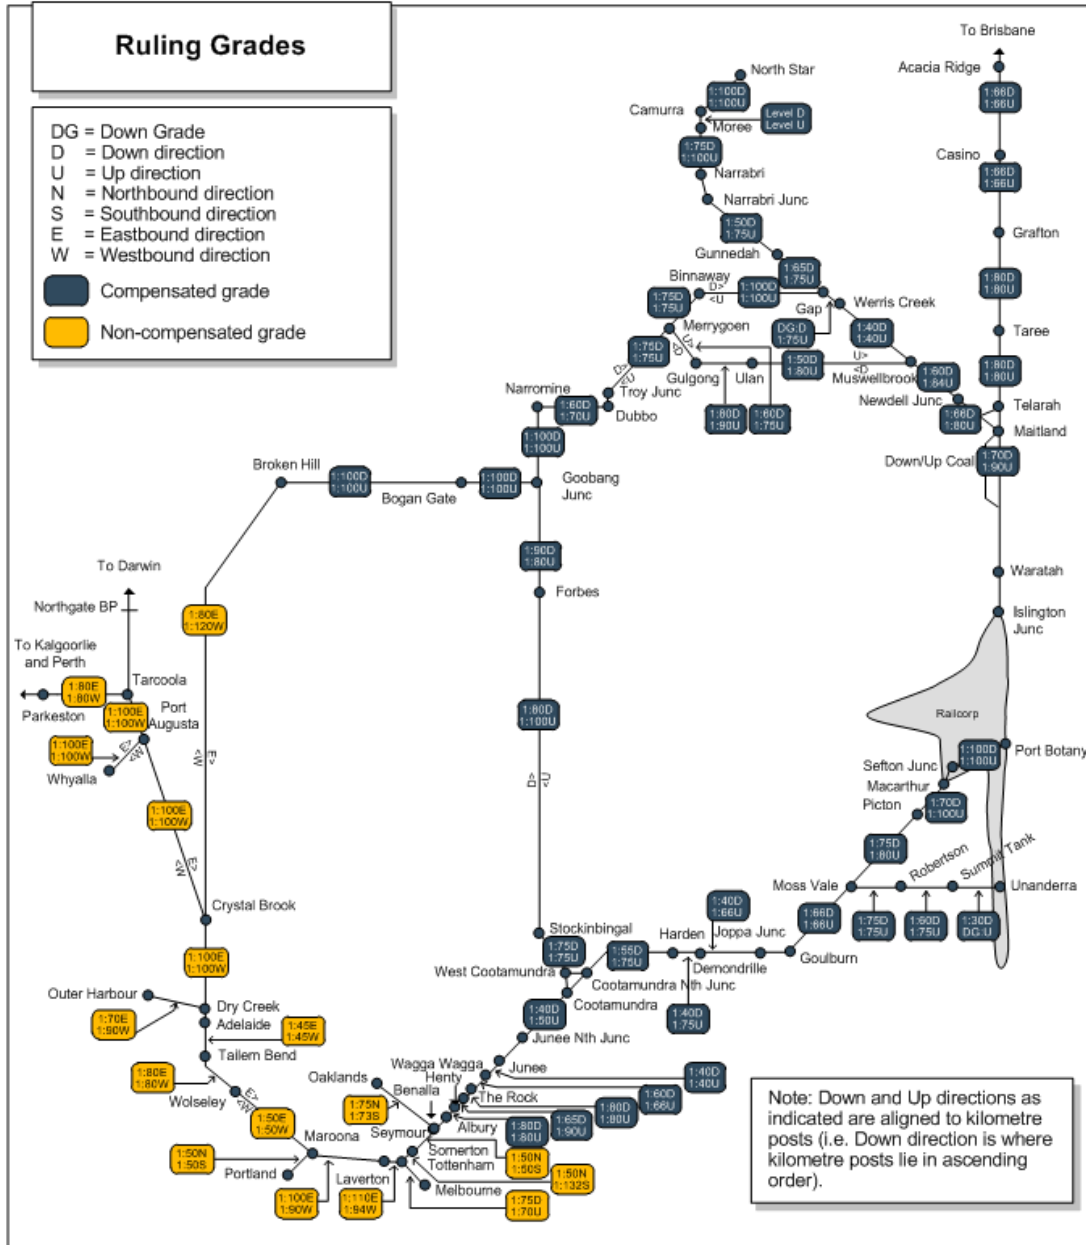 Ruling Grades
DG = Down Grade
D = Down direction
U = Up direction
N = Northbound direction
S = Southbound direction
E = Eastbound direction
W = Westbound direction
Compensated grade
Non-compensated grade
To Brisbane
Acacia Ridge
1:66D
1:66U
Casino
1:66D
1:66U
Grafton
1:80D
1:80U
Taree
1:80D
1:80U
Telarah
Maitland
Down/Up Coal
1:70D
1:90U
Waratah
Islington
Junc
Railcorp
North Star
1:100D
1:100U
Camurra
Level D
Level U
Moree
1:75D
1:100U
Narrabri
Narrabri Junc
1:50D
1:75U
Gunnedah
1:65D
1:75U
Binnaway
D>
<U
1:100D
1:100U
Gap
Werris Creek
DG:D
1:75U
1:40D
1:40U
1:75D
1:75U
Merrygoen
U>
<D
1:75D
1:75U
D>
<U
Gulgong
Ulan
1:50D
1:80U
U>
<D
Muswellbrook
1:60D
1:84U
Newdell Junc
1:66D
1:80U
1:80D
1:90U
1:60D
1:75U
Troy Junc
Dubbo
Narromine
1:60D
1:70U
1:100D
1:100U
Broken Hill
1:100D
1:100U
Bogan Gate
1:100D
1:100U
Goobang
Junc
1:90D
1:80U
Forbes
1:80D
1:100U
D>
<U
To Darwin
Northgate BP
To Kalgoorlie
and Perth
1:80E
1:80W
Tarcoola
Parkeston
1:100E
1:100W
Port
Augusta
1:100E
1:100W
E>
<W
Whyalla
1:80E
1:120W
E>
<W
1:100E
1:100W
E>
<W
Crystal Brook
1:100E
1:100W
Outer Harbour
1:70E
1:90W
Dry Creek
Adelaide
1:45E
1:45W
Tailem Bend
1:80E
1:80W
Wolseley
E>
<W
1:50E
1:50W
Maroona
1:50N
1:50S
Portland
1:100E
1:90W
Laverton
1:110E
1:94W
Melbourne
1:75D
1:70U
Somerton
Tottenham
1:50N
1:50S
1:50N
1:132S
Oaklands
1:75N
1:73S
Seymour
Benalla
Albury
1:80D
1:80U
Henty
1:65D
1:90U
The Rock
1:80D
1:80U
Wagga Wagga
1:60D
1:66U
Junee
1:40D
1:40U
Junee Nth Junc
1:40D
1:50U
Cootamundra
Cootamundra Nth Junc
West Cootamundra
Stockinbingal
1:75D
1:75U
1:55D
1:75U
Harden
1:40D
1:75U
Demondrille
1:40D
1:66U
Joppa Junc
Goulburn
1:66D
1:66U
Moss Vale
1:75D
1:80U
Picton
1:70D
1:100U
Macarthur
Sefton Junc
1:100D
1:100U
Port Botany
Robertson
Summit Tank
Unanderra
1:75D
1:75U
1:60D
1:75U
1:30D
DG:U
Note: Down and Up directions as
indicated are aligned to kilometre
posts (i.e. Down direction is where
kilometre posts lie in ascending
order).